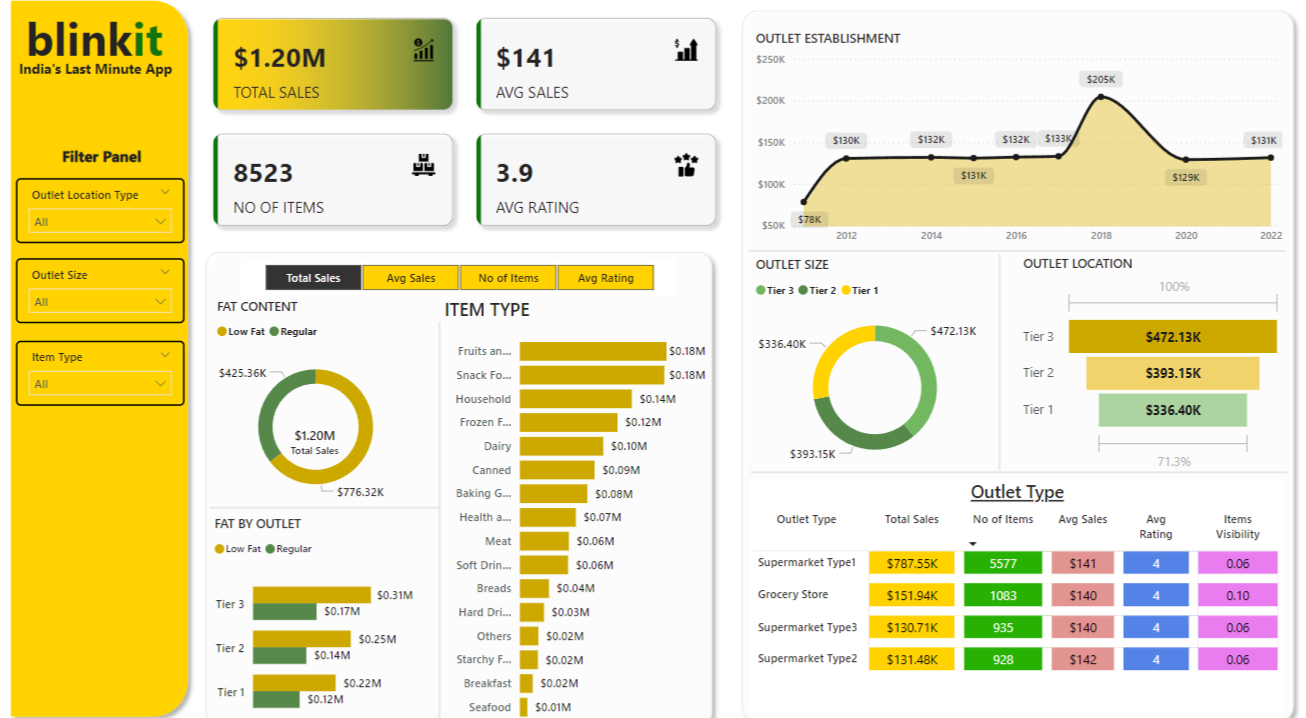 blinkit
India's Last Minute App
Filter Panel
Outlet Location Type
All
Outlet Size
All
Item Type
All
$1.20M
TOTAL SALES
$141
AVG SALES
8523
NO OF ITEMS
3.9
AVG RATING
Total Sales
Avg Sales
No of Items
Avg Rating
FAT CONTENT
Low Fat
Regular
$425.36K
$1.20M
Total Sales
$776.32K
FAT BY OUTLET
Low Fat
Regular
Tier 3
$0.31M
$0.17M
Tier 2
$0.25M
$0.14M
Tier 1
$0.22M
$0.12M
ITEM TYPE
Fruits an... $0.18M
Snack Fo... $0.18M
Household $0.14M
Frozen F... $0.12M
Dairy $0.10M
Canned $0.09M
Baking G... $0.08M
Health a... $0.07M
Meat $0.06M
Soft Drin... $0.06M
Breads $0.04M
Hard Dri... $0.03M
Others $0.02M
Starchy F... $0.02M
Breakfast $0.02M
Seafood $0.01M
OUTLET ESTABLISHMENT
$250K
$200K
$150K
$100K
$50K
$78K
$130K
$132K
$131K
$132K
$133K
$205K
$129K
$131K
2012
2014
2016
2018
2020
2022
OUTLET SIZE
Tier 3
Tier 2
Tier 1
$336.40K
$472.13K
$393.15K
OUTLET LOCATION
100%
Tier 3 $472.13K
Tier 2 $393.15K
Tier 1 $336.40K
71.3%
Outlet Type
Outlet Type
Total Sales
No of Items
Avg Sales
Avg
Rating
Items
Visibility
Supermarket Type1 $787.55K 5577 $141 4 0.06
Grocery Store $151.94K 1083 $140 4 0.10
Supermarket Type3 $130.71K 935 $140 4 0.06
Supermarket Type2 $131.48K 928 $142 4 0.06